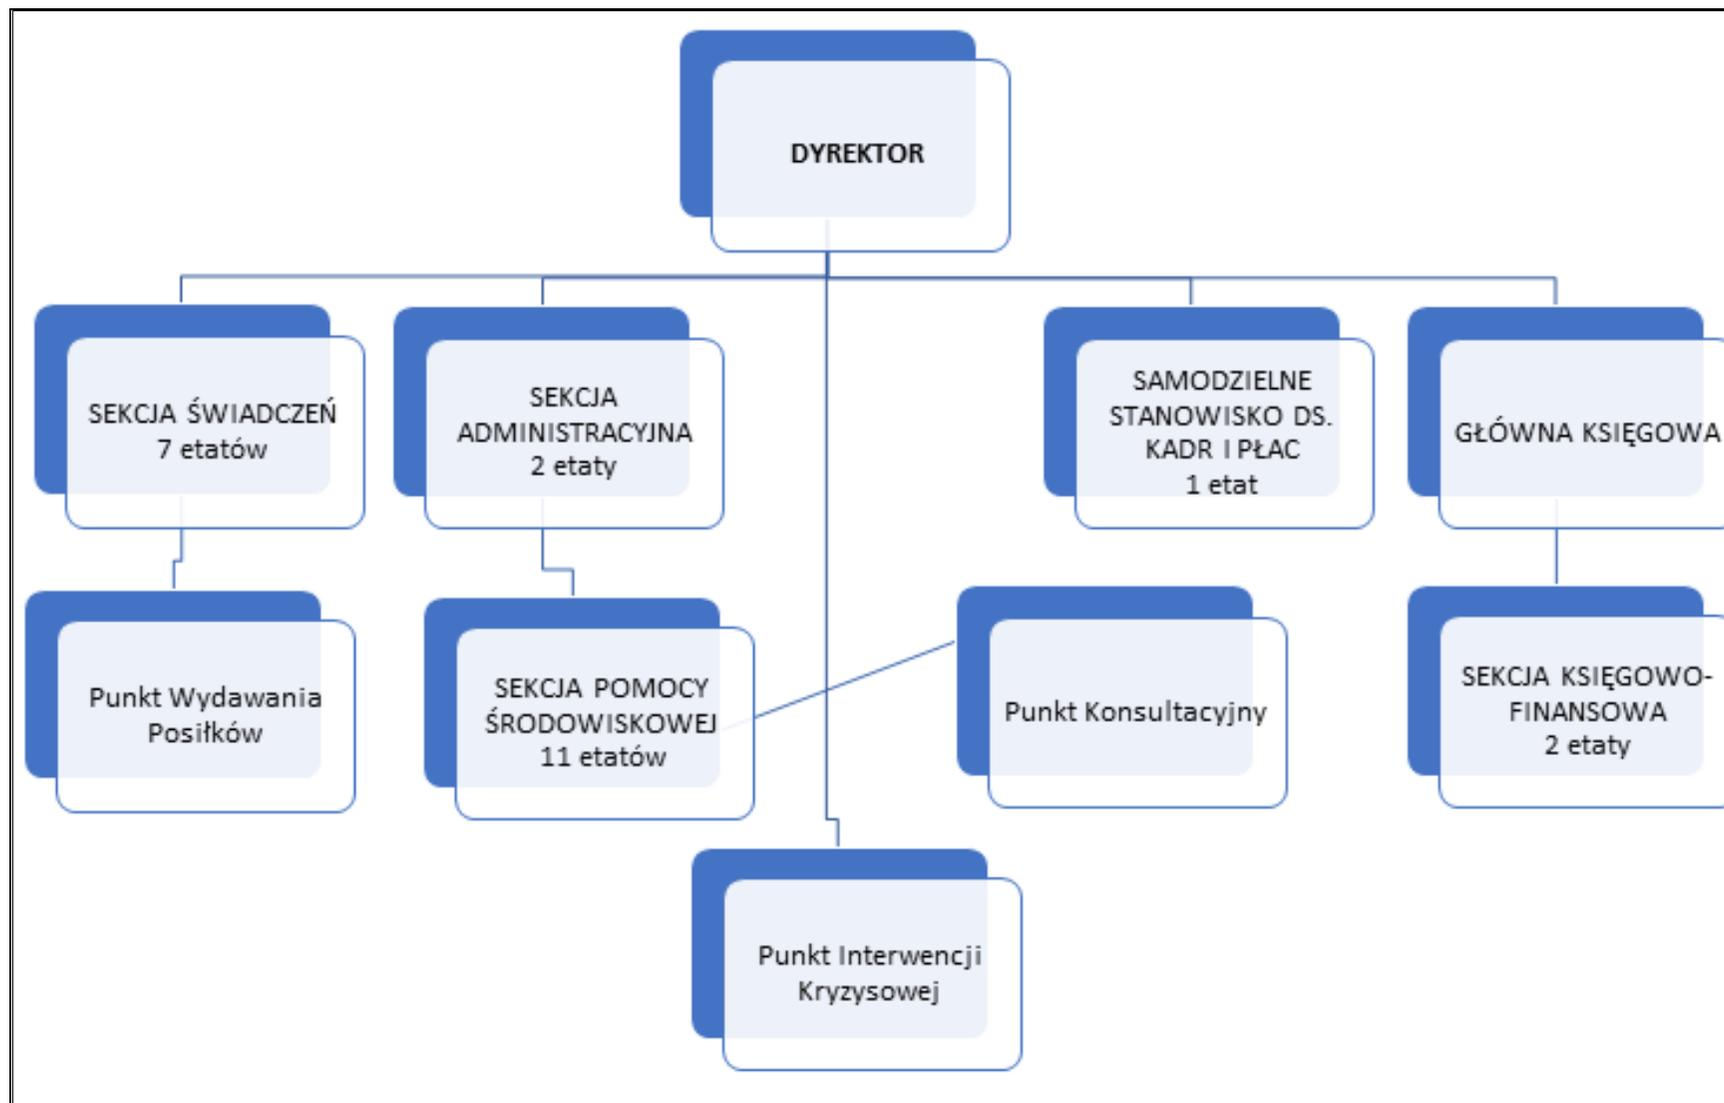 DYREKTOR
SEKCJA ŚWIADCZEŃ
7 etatów
SEKCJA
ADMINISTRACYJNA
2 etaty
SAMODZIELNE
STANOWISKO DS.
KADR I PŁAC
1 etat
GŁÓWNA KSIĘGOWA
Punkt Wydawania
Posiłków
SEKCJA POMOCY
ŚRODOWISKOWEJ
11 etatów
Punkt Konsultacyjny
SEKCJA KSIĘGOWO-
FINANSOWA
2 etaty
Punkt Interwencji
Kryzysowej